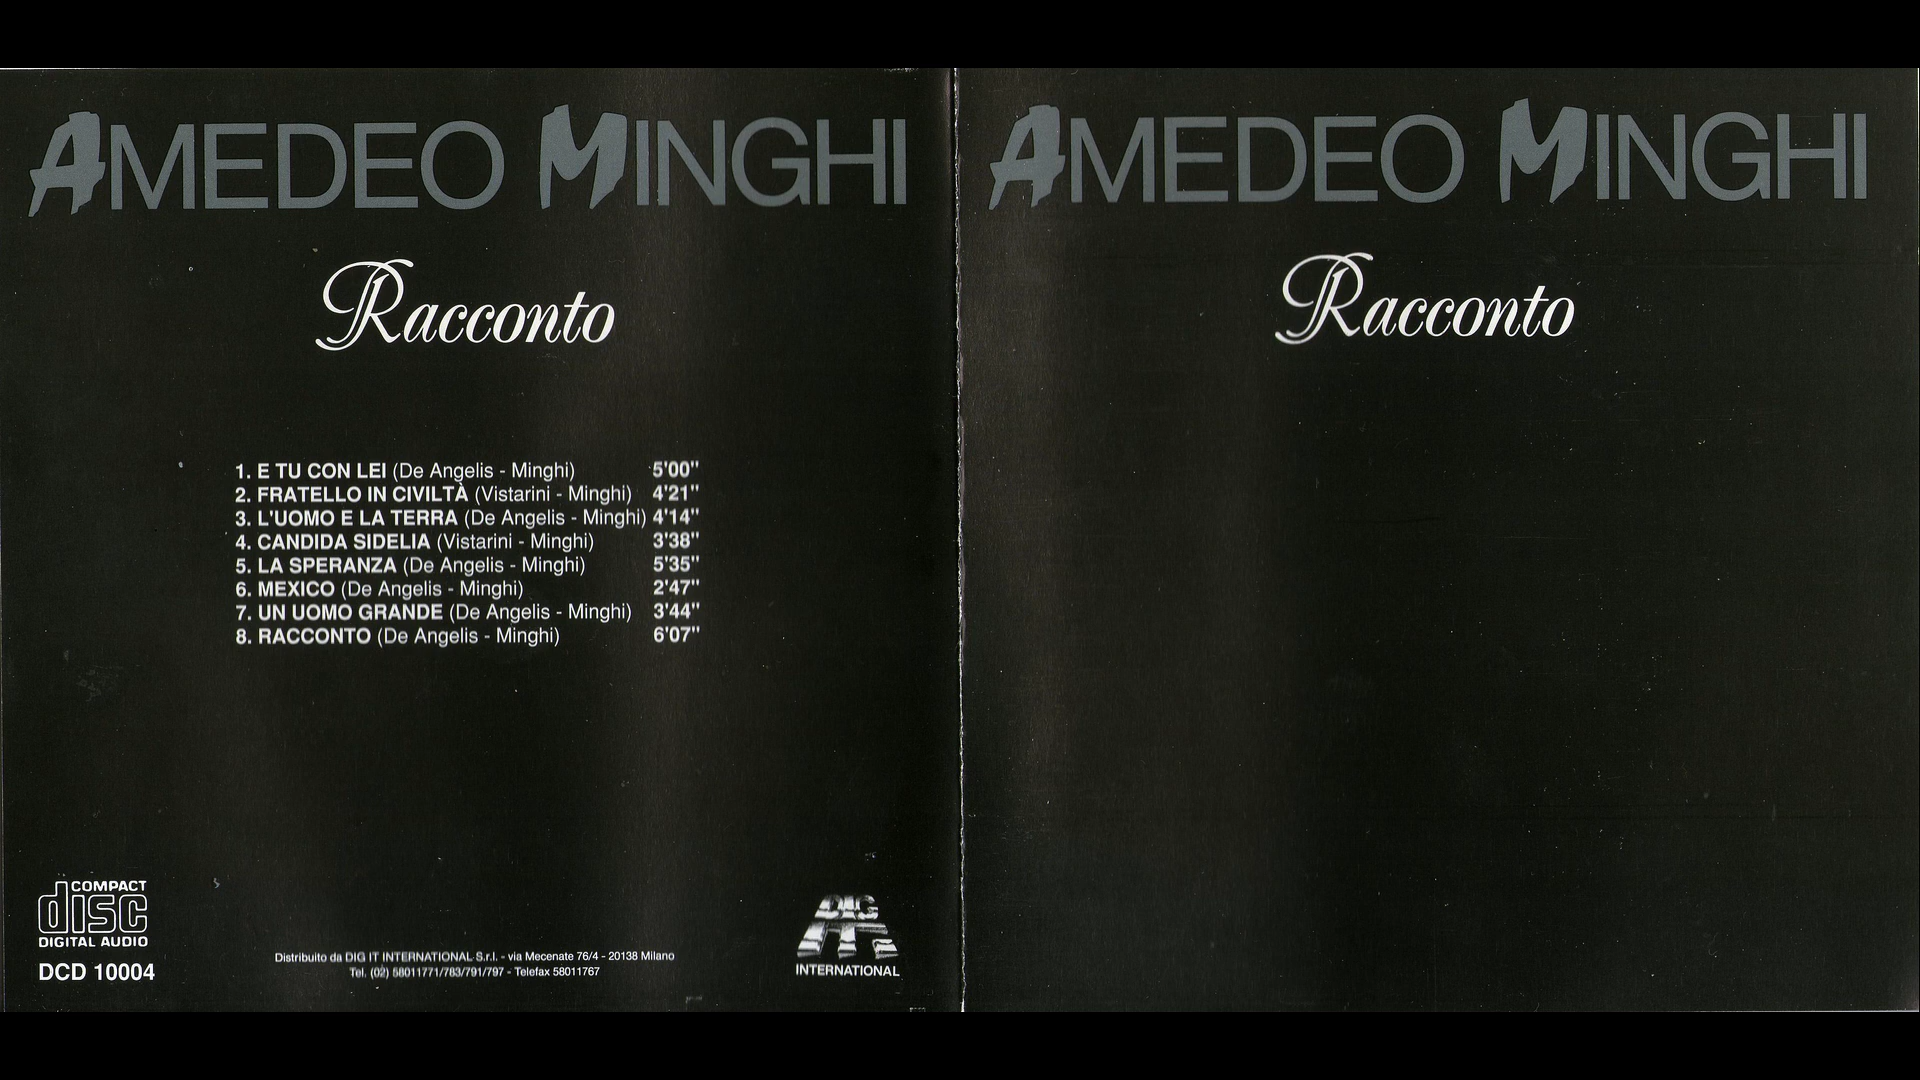 AMEDEO MINGHI
Racconto
1. E TU CON LEI (De Angelis - Minghi) 5'00"
2. FRATELLO IN CIVILTÀ (Vistarini - Minghi) 4'21"
3. L'UOMO E LA TERRA (De Angelis - Minghi) 4'14"
4. CANDIDA SIDELIA (Vistarini - Minghi) 3'38"
5. LA SPERANZA (De Angelis - Minghi) 5'35"
6. MEXICO (De Angelis - Minghi) 2'47"
7. UN UOMO GRANDE (De Angelis - Minghi) 3'44"
8. RACCONTO (De Angelis - Minghi) 6'07"
COMPACT
disc
DIGITAL AUDIO
DCD 10004
Distribuito da DIG IT INTERNATIONAL S.r.l. - via Mecenate 76/4 - 20138 Milano
Tel. (02) 58011771/783/791/797 - Telefax 58011767
DIG
IT
INTERNATIONAL
AMEDEO MINGHI
Racconto